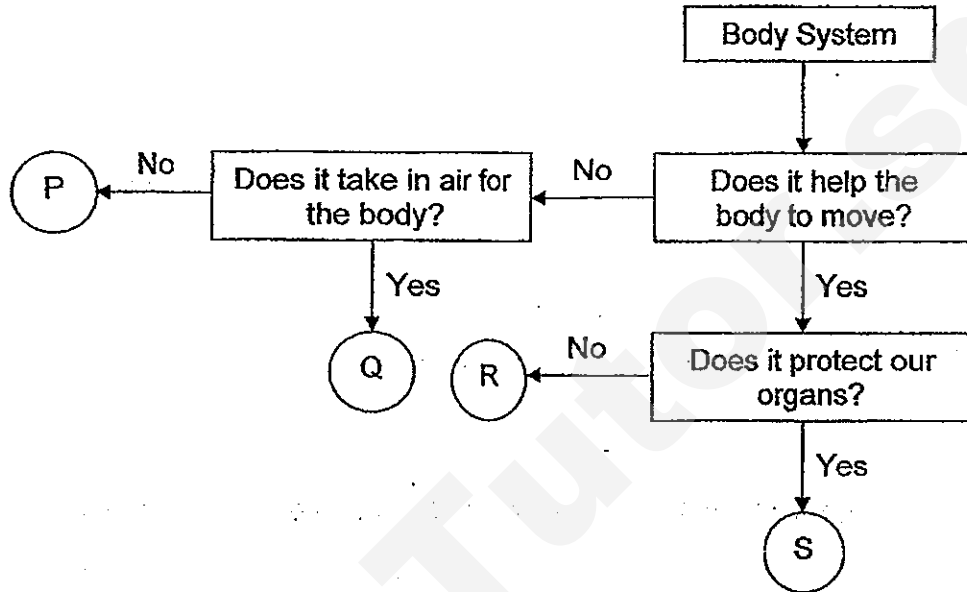 Body System
Does it help the
body to move?
No
Does it take in air for
the body?
No
P
Yes
Q
Yes
Does it protect our
organs?
No
R
Yes
S